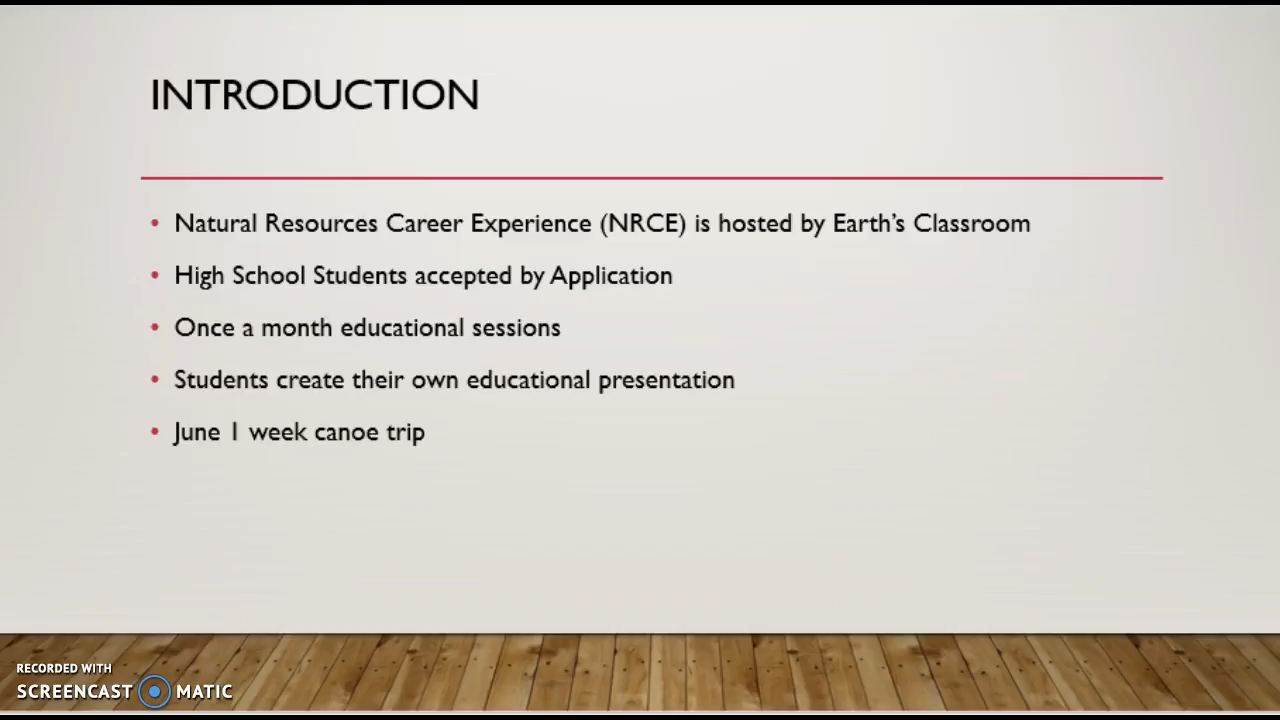 INTRODUCTION
• Natural Resources Career Experience (NRCE) is hosted by Earth’s Classroom
• High School Students accepted by Application
• Once a month educational sessions
• Students create their own educational presentation
• June 1 week canoe trip
RECORDED WITH
SCREENCAST MATIC